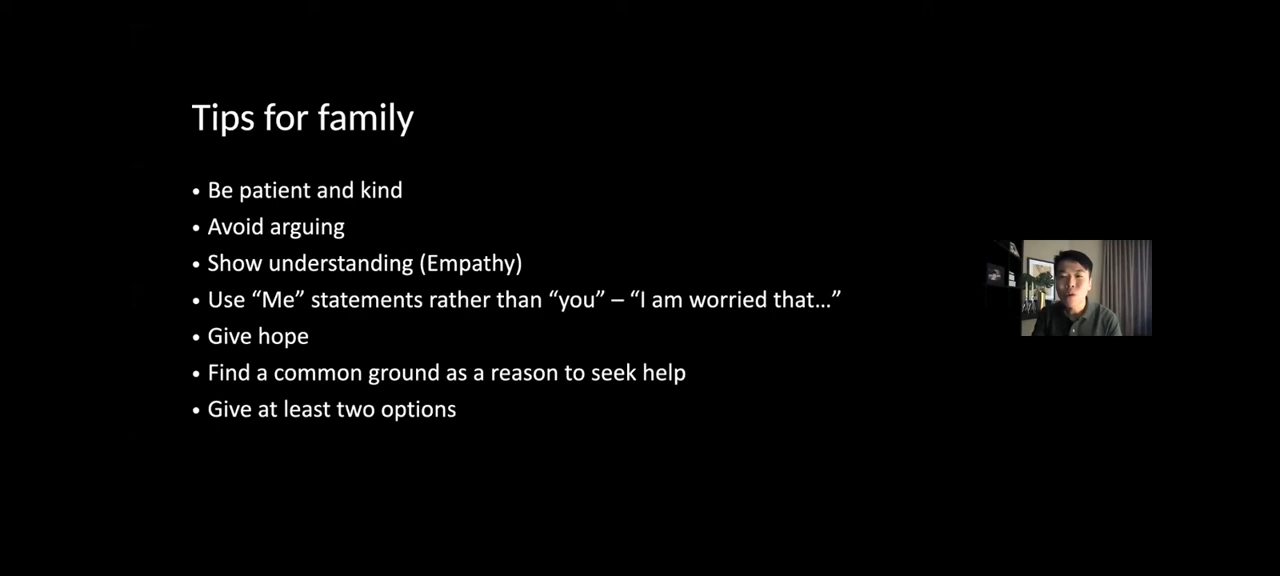 Tips for family
• Be patient and kind
• Avoid arguing
• Show understanding (Empathy)
• Use “Me” statements rather than “you” – “I am worried that…”
• Give hope
• Find a common ground as a reason to seek help
• Give at least two options